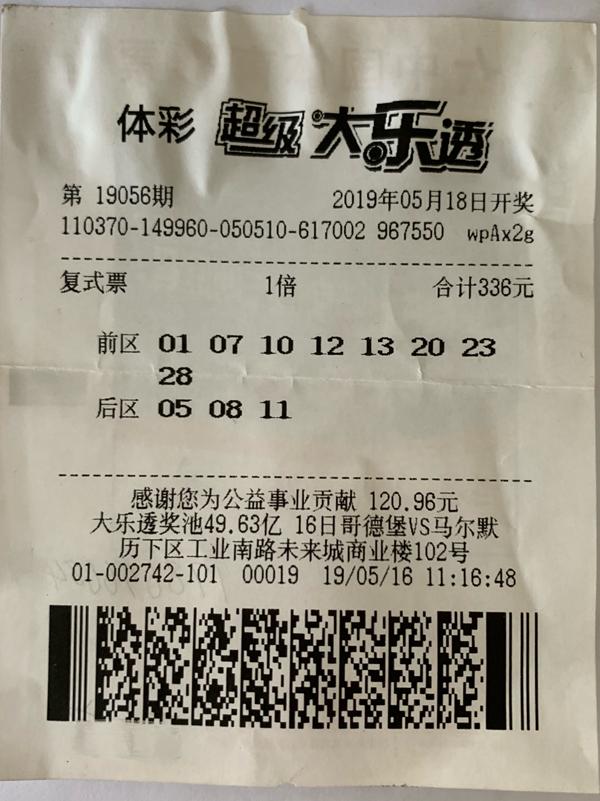 体彩 超级大乐透
第 19056期 2019年05月18日开奖
110370-149960-050510-617002 967550 wpAx2g
复式票 1倍 合计336元
前区 01 07 10 12 13 20 23
28
后区 05 08 11
感谢您为公益事业贡献 120.96元
大乐透奖池49.63亿 16日哥德堡VS马尔默
历下区工业南路未来城商业楼102号
01-002742-101 00019 19/05/16 11:16:48